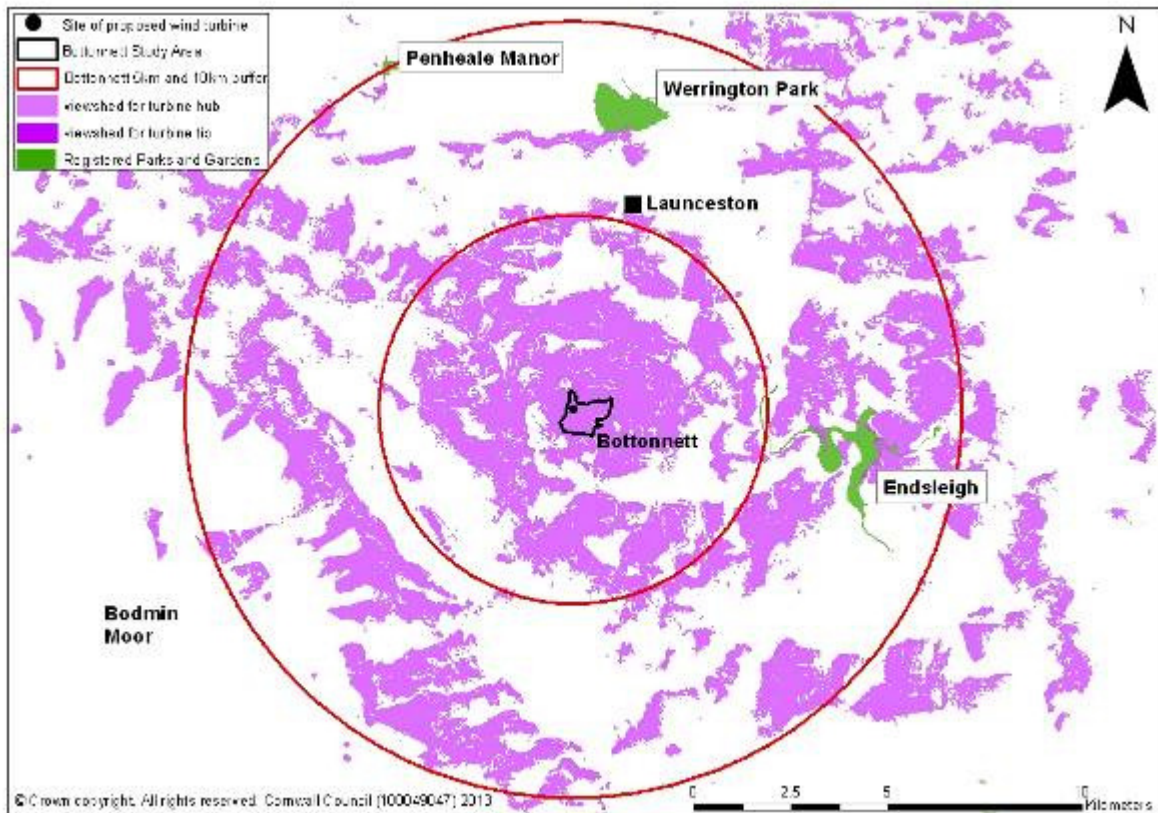 Site of proposed wind turbine
Bottonnett Study Area
Bottonnett 5km and 10km buffer
viewshed for turbine hub
viewshed for turbine tip
Registered Parks and Gardens
Penheale Manor
Werrington Park
N
Launceston
Bottonnett
Endsleigh
Bodmin
Moor
© Crown copyright. All rights reserved. Cornwall Council (100049047) 2013
0 2.5 5 10
Kilometers